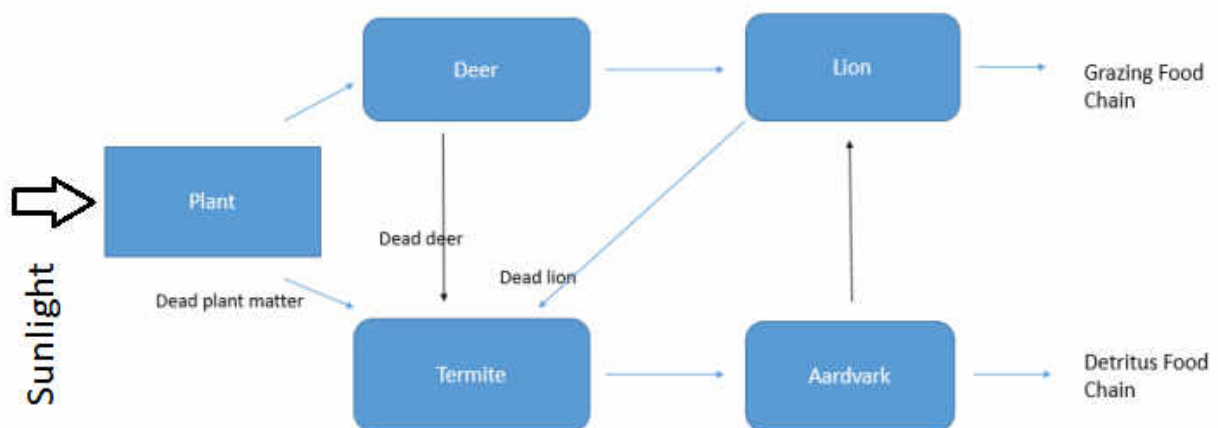 Deer
Lion
Grazing Food
Chain
Plant
Sunlight
Dead deer
Dead lion
Dead plant matter
Termite
Aardvark
Detritus Food
Chain